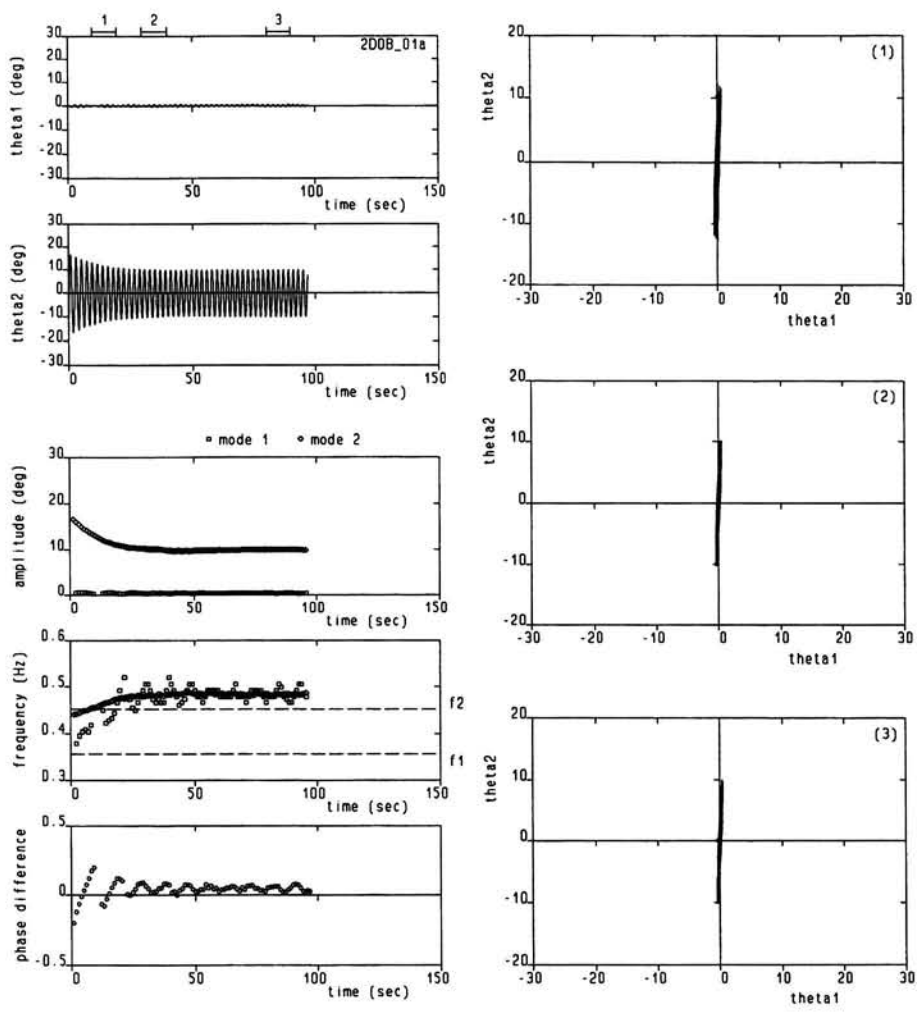 1 2 3
2DOB_01a
theta1 (deg)
30
20
10
0
-10
-20
-30
0 50 100 150
time (sec)
theta2 (deg)
30
20
10
0
-10
-20
-30
0 50 100 150
time (sec)
mode 1 mode 2
amplitude (deg)
30
20
10
0
0 50 100 150
time (sec)
frequency (Hz)
0.6
0.5
0.4
0.3
f2
f1
0 50 100 150
time (sec)
phase difference
0.5
0
-0.5
0 50 100 150
time (sec)
(1)
theta2
20
10
0
-10
-20
-30 -20 -10 0 10 20 30
theta1
(2)
theta2
20
10
0
-10
-20
-30 -20 -10 0 10 20 30
theta1
(3)
theta2
20
10
0
-10
-20
-30 -20 -10 0 10 20 30
theta1